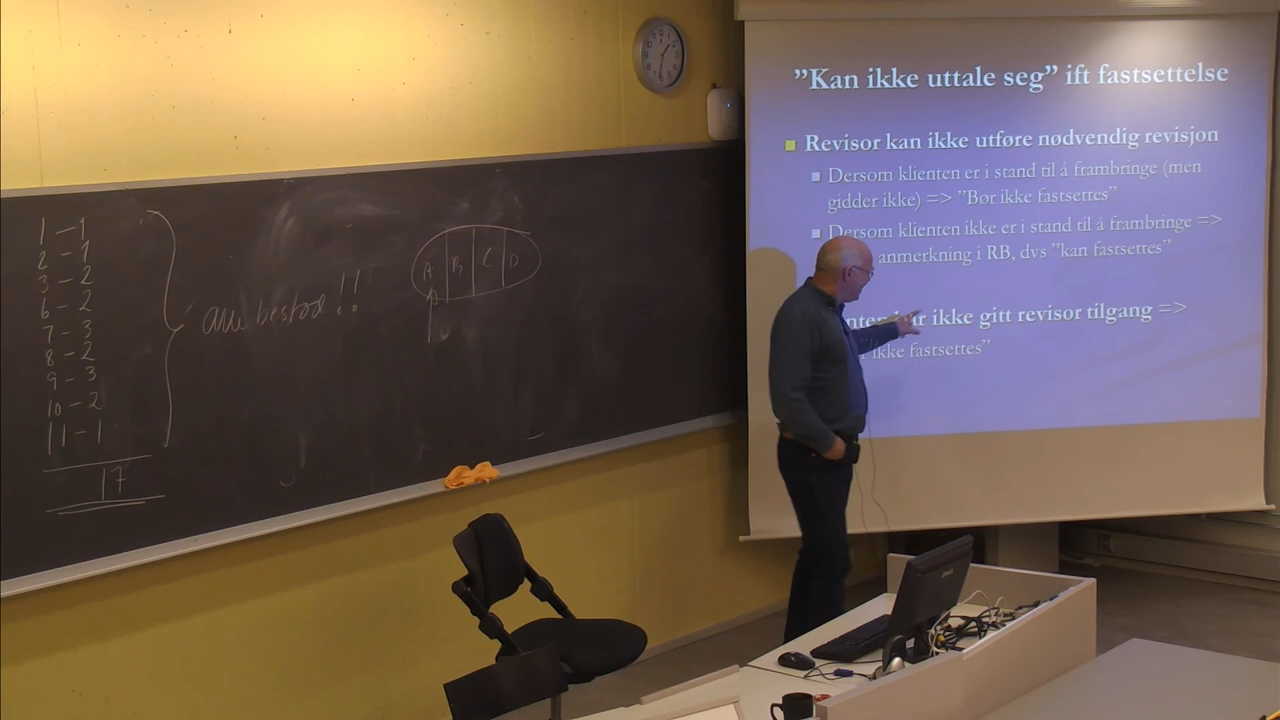 1 - 1
2 - 1
3 - 2
6 - 2
7 - 3
8 - 2
9 - 3
10 - 2
11 - 1
17
!!
A B C D
"Kan ikke uttale seg" ift fastsettelse
Revisor kan ikke utføre nødvendig revisjon
Dersom klienten er i stand til å frambringe (men
gidder ikke) => "Bør ikke fastsettes"
Dersom klienten ikke er i stand til å frambringe =>
anmerkning i RB, dvs "kan fastsettes"
ikke gitt revisor tilgang =>
ikke fastsettes"